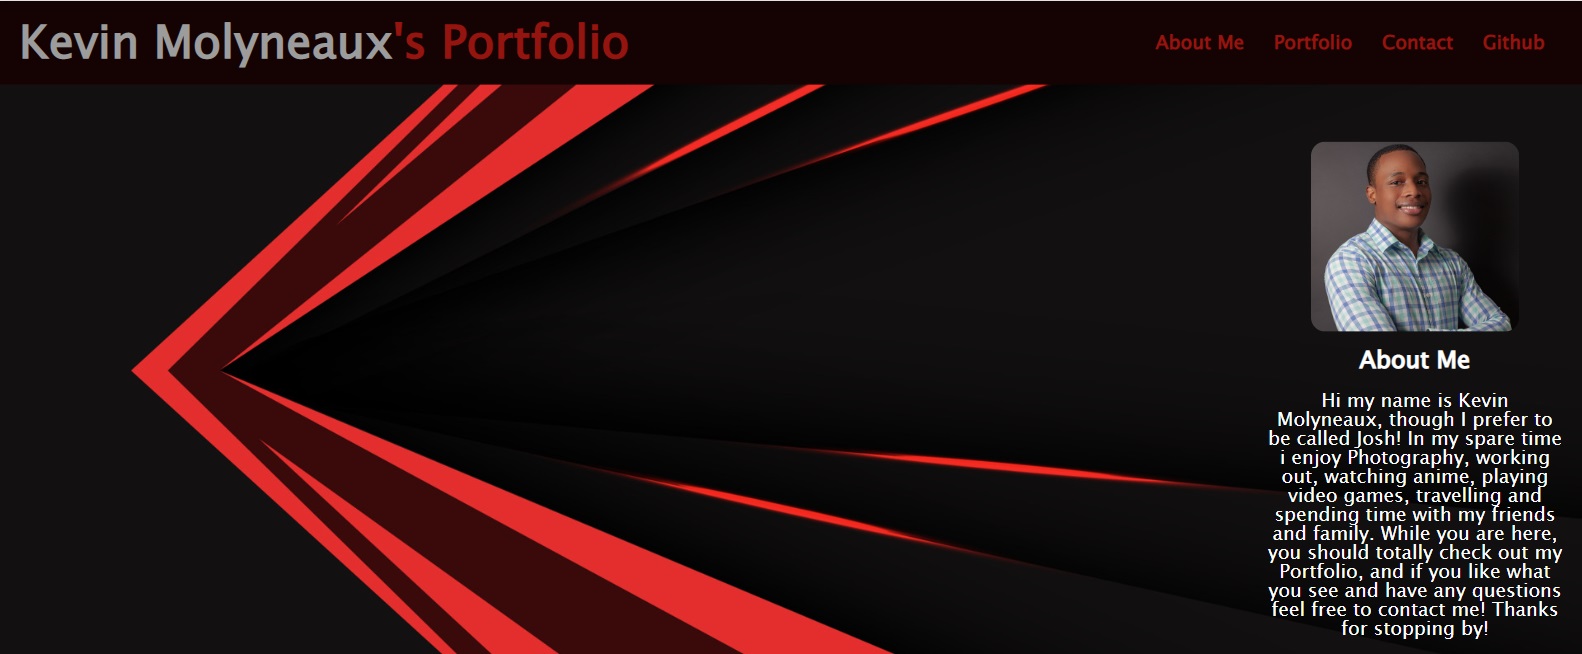 Kevin Molyneaux's Portfolio
About Me Portfolio Contact Github
About Me
Hi my name is Kevin
Molyneaux, though I prefer to
be called Josh! In my spare time
i enjoy Photography, working
out, watching anime, playing
video games, travelling and
spending time with my friends
and family. While you are here,
you should totally check out my
Portfolio, and if you like what
you see and have any questions
feel free to contact me! Thanks
for stopping by!